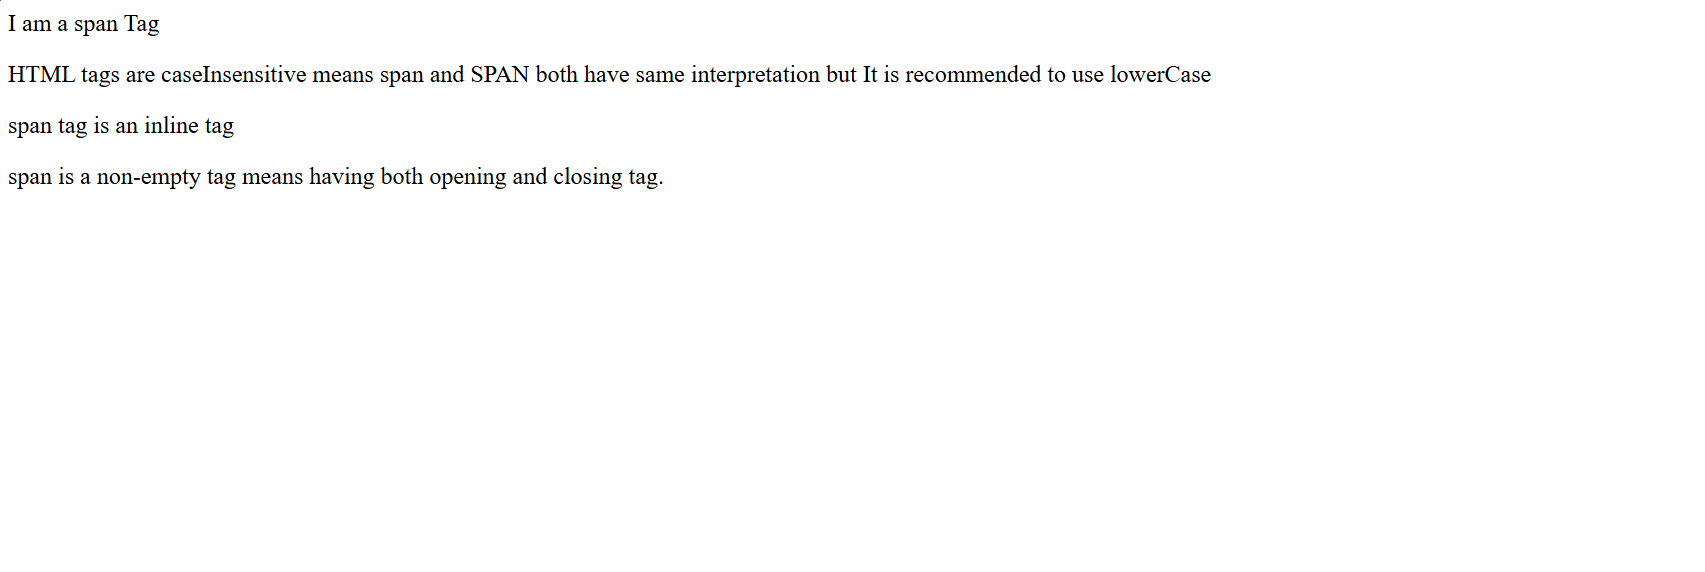 I am a span Tag
HTML tags are caseInsensitive means span and SPAN both have same interpretation but It is recommended to use lowerCase
span tag is an inline tag
span is a non-empty tag means having both opening and closing tag.